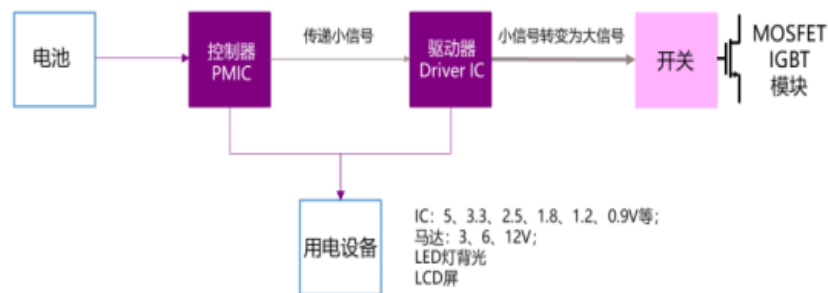 电池
控制器
PMIC
传递小信号
驱动器
Driver IC
小信号转变为大信号
开关
MOSFET
IGBT
模块
用电设备
IC：5、3.3、2.5、1.8、1.2、0.9V等；
马达：3、6、12V；
LED灯背光
LCD屏